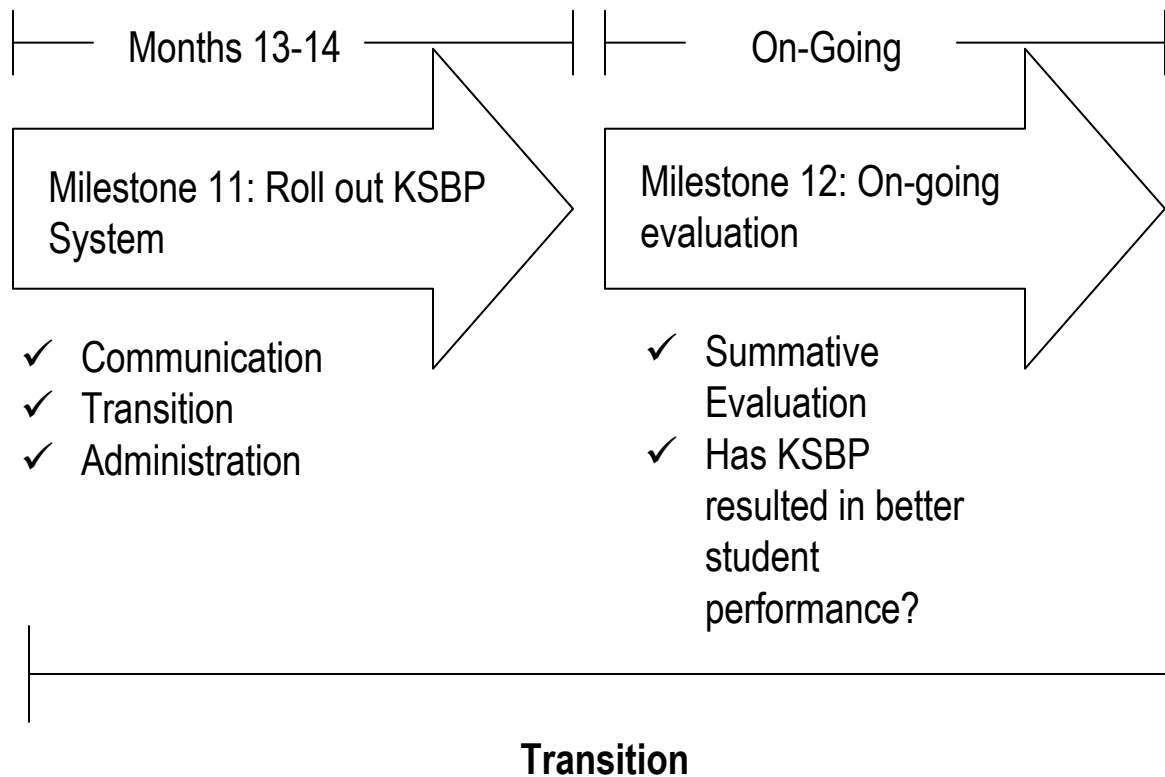 Months 13-14
On-Going
Milestone 11: Roll out KSBP
System
Milestone 12: On-going
evaluation
✓ Communication
✓ Transition
✓ Administration
✓ Summative
Evaluation
✓ Has KSBP
resulted in better
student
performance?
Transition